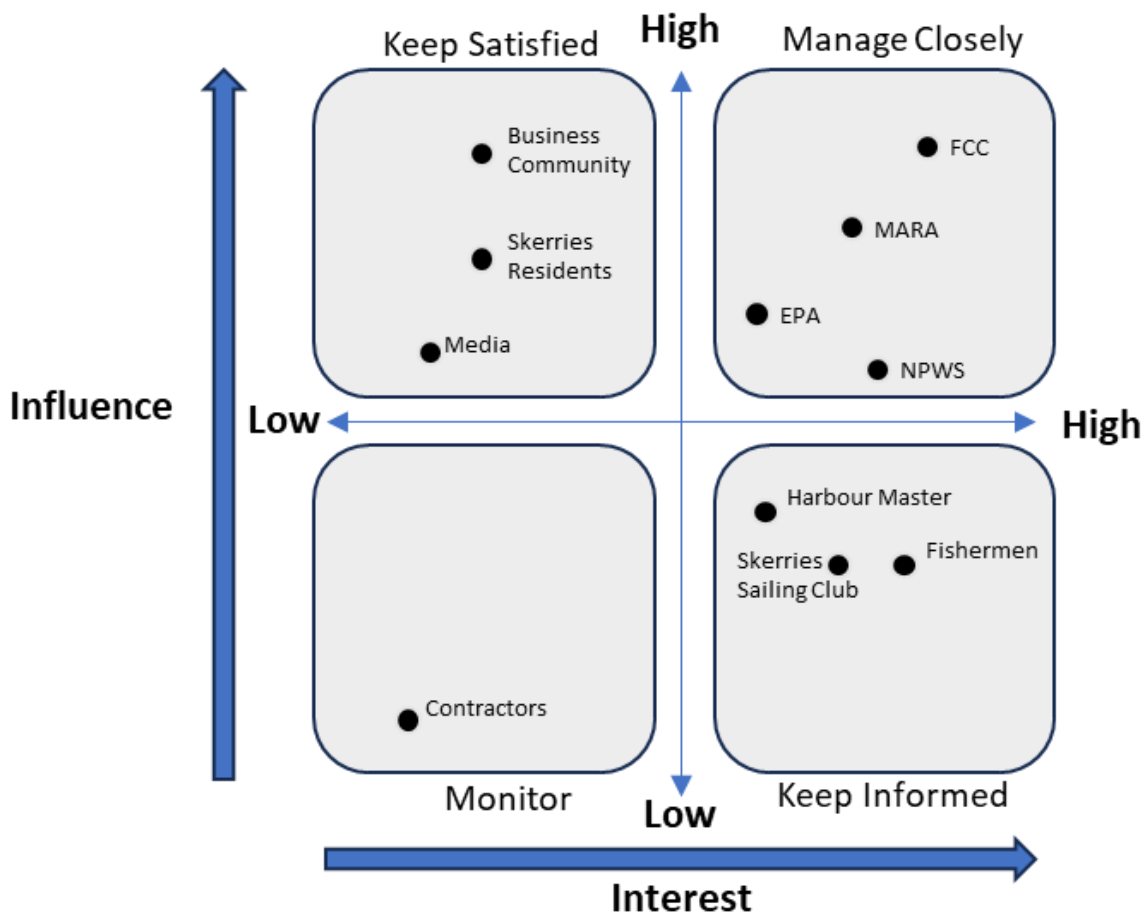 Keep Satisfied
High
Manage Closely
Business
Community
FCC
Skerries
Residents
MARA
EPA
Media
NPWS
Influence
Low
High
Harbour Master
Skerries
Sailing Club
Fishermen
Contractors
Monitor
Low
Keep Informed
Interest